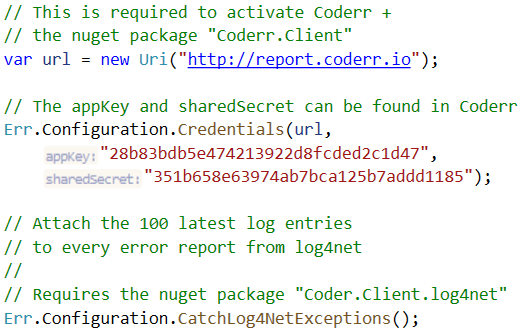 // This is required to activate Coderr +
// the nuget package "Coderr.Client"
var url = new Uri("http://report.coderr.io");

// The appKey and sharedSecret can be found in Coderr
Err.Configuration.Credentials(url,
appKey: "28b83bdb5e474213922d8fcded2c1d47",
sharedSecret: "351b658e63974ab7bca125b7addd1185");

// Attach the 100 latest log entries
// to every error report from log4net
//
// Requires the nuget package "Coder.Client.log4net"
Err.Configuration.CatchLog4NetExceptions();